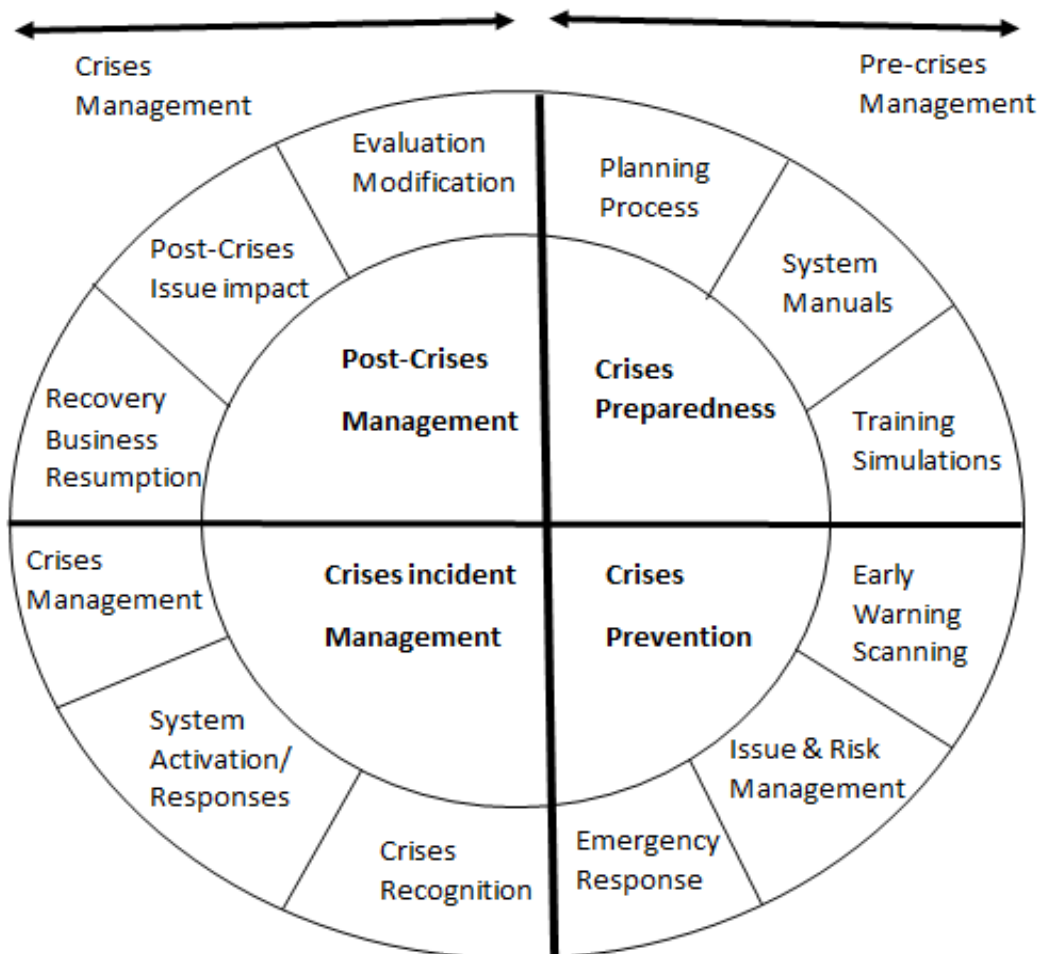 Crises
Management
Pre-crises
Management
Evaluation
Modification
Planning
Process
Post-Crises
Issue impact
System
Manuals
Recovery
Business
Resumption
Post-Crises
Management
Crises
Preparedness
Training
Simulations
Crises
Management
Crises incident
Management
Crises
Prevention
Early
Warning
Scanning
System
Activation/
Responses
Issue & Risk
Management
Crises
Recognition
Emergency
Response